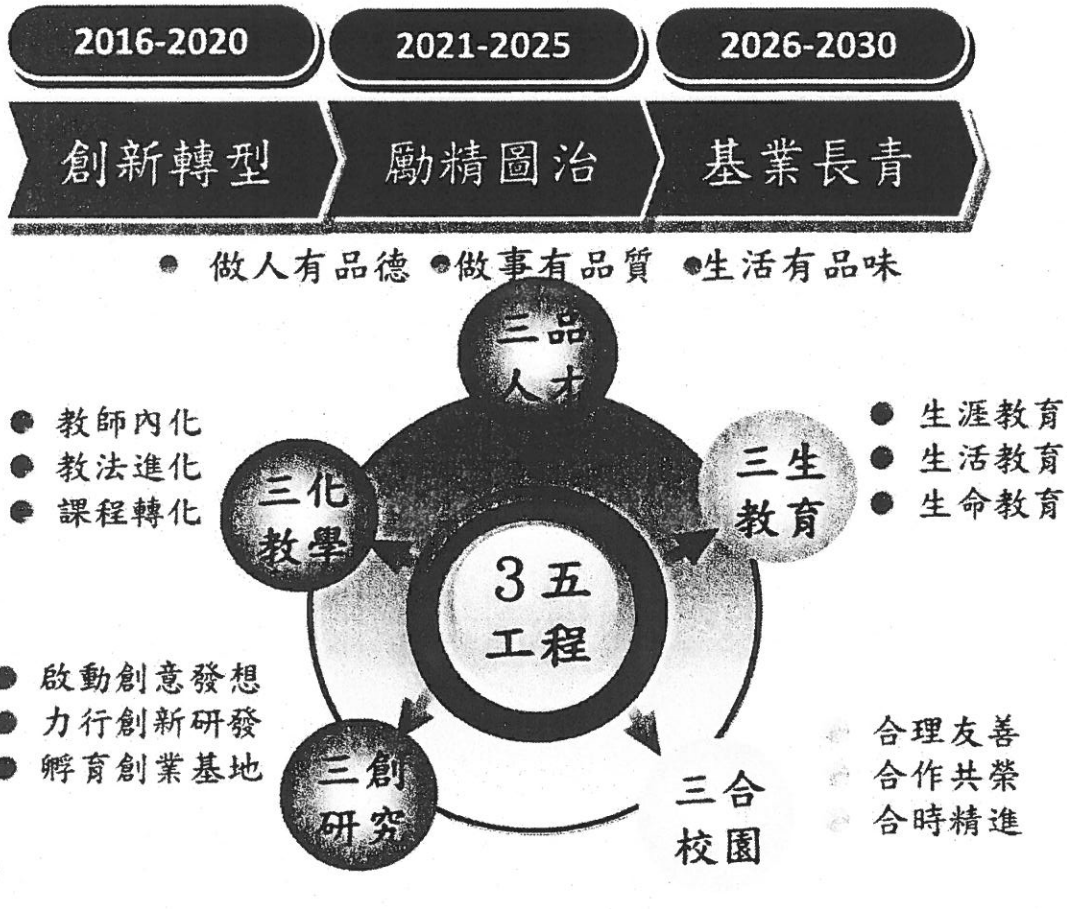 2016-2020
2021-2025
2026-2030
創新轉型
勵精圖治
基業長青
● 做人有品德 ●做事有品質 ●生活有品味
三品
人才
● 教師內化
● 教法進化
● 課程轉化
三化
教學
三生
教育
● 生涯教育
● 生活教育
● 生命教育
3五
工程
● 啟動創意發想
● 力行創新研發
● 孵育創業基地
三創
研究
三合
校園
● 合理友善
● 合作共榮
● 合時精進